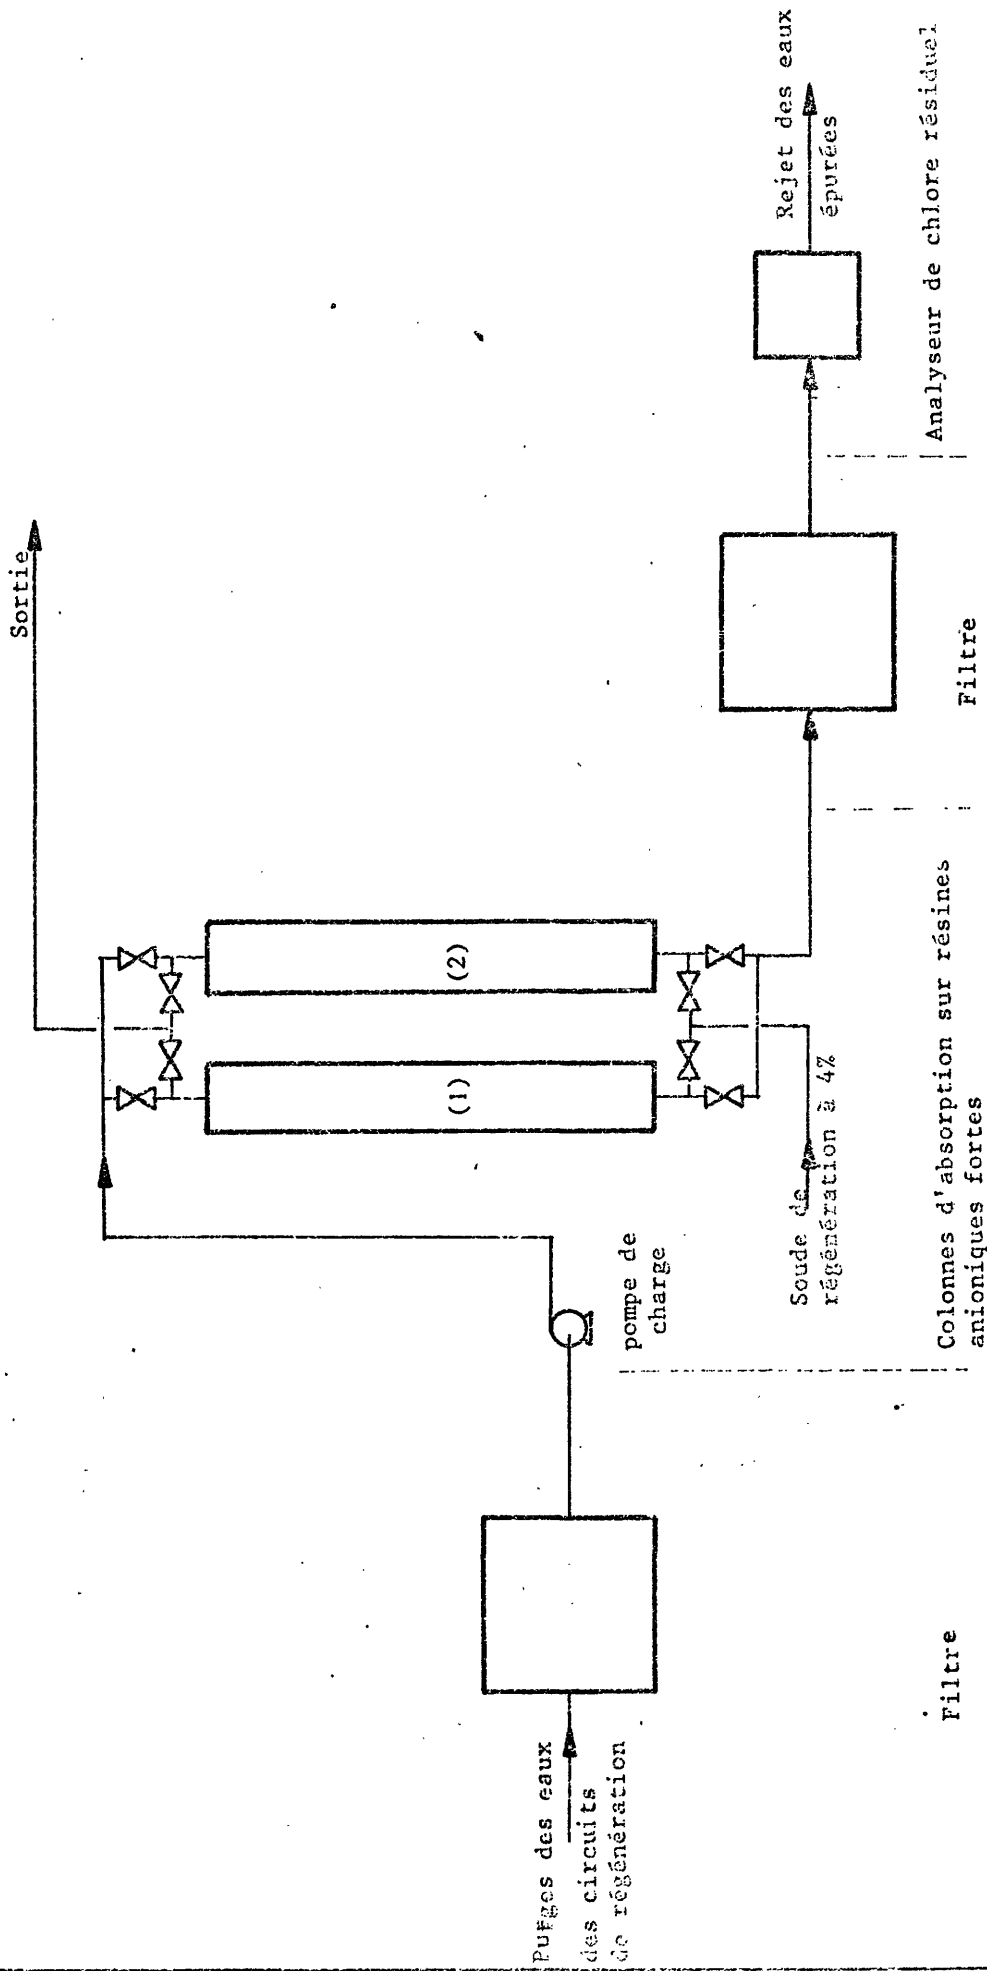 Purges des eaux
des circuits
de régénération
Filtre
pompe de
charge
Soude de
régénération à 4%
Colonnes d'absorption sur résines
anioniques fortes
(1)
(2)
Sortie
Filtre
Rejet des eaux
épurées
Analyseur de chlore résiduel